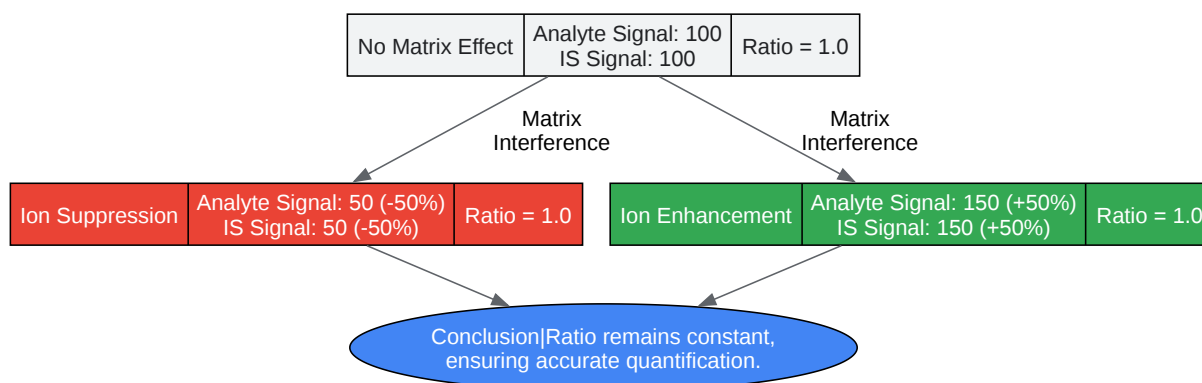 No Matrix Effect
Analyte Signal: 100
IS Signal: 100
Ratio = 1.0
Matrix
Interference
Matrix
Interference
Ion Suppression
Analyte Signal: 50 (-50%)
IS Signal: 50 (-50%)
Ratio = 1.0
Ion Enhancement
Analyte Signal: 150 (+50%)
IS Signal: 150 (+50%)
Ratio = 1.0
Conclusion|Ratio remains constant,
ensuring accurate quantification.